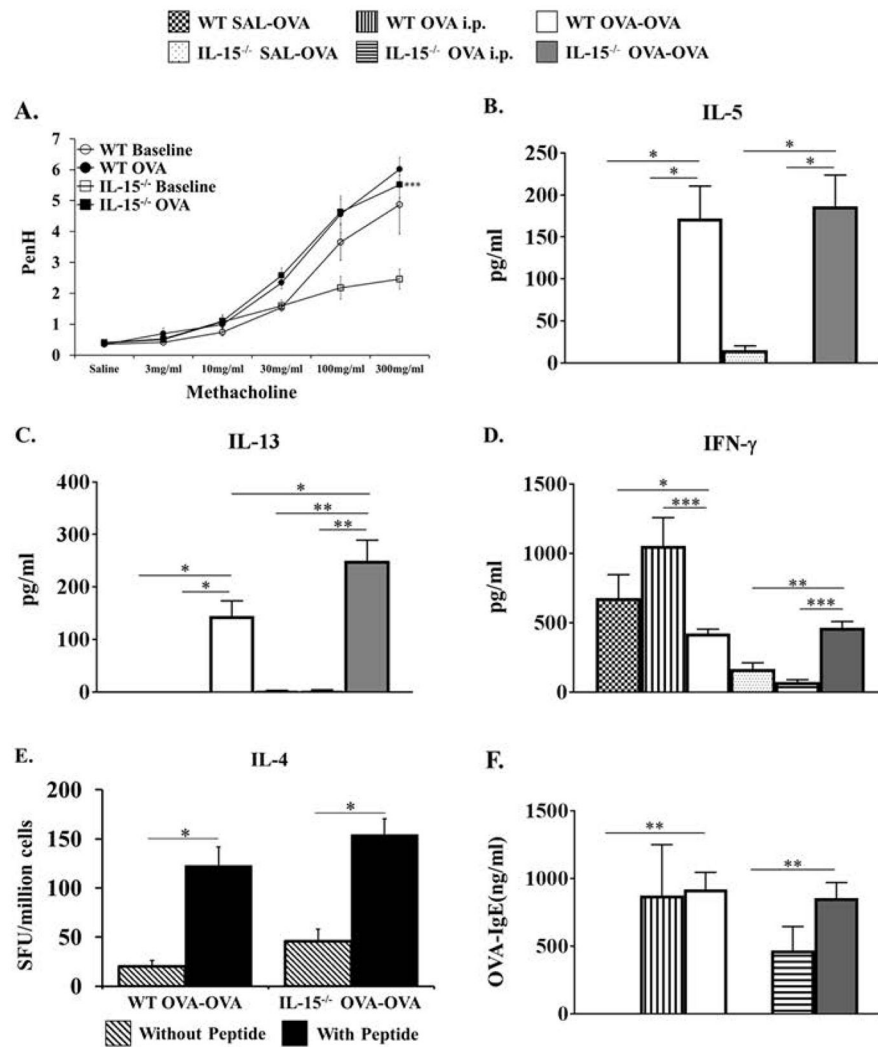 WT SAL-OVA WT OVA i.p. WT OVA-OVA
IL-15-/- SAL-OVA IL-15-/- OVA i.p. IL-15-/- OVA-OVA
A.
7
6
5
4
3
2
1
0
PenH
WT Baseline
WT OVA
IL-15-/- Baseline
IL-15-/- OVA
***
Saline 3mg/ml 10mg/ml 30mg/ml 100mg/ml 300mg/ml
Methacholine
B.
IL-5
250
200
150
100
50
0
pg/ml
* *
* *
C.
IL-13
400
300
200
100
0
pg/ml
*
**
**
*
*
D.
IFN-γ
1500
1000
500
0
pg/ml
*
***
**
***
E.
IL-4
200
150
100
50
0
SFU/million cells
* *
WT OVA-OVA IL-15-/- OVA-OVA
Without Peptide With Peptide
F.
1500
1000
500
0
OVA-IgE(ng/ml)
** **